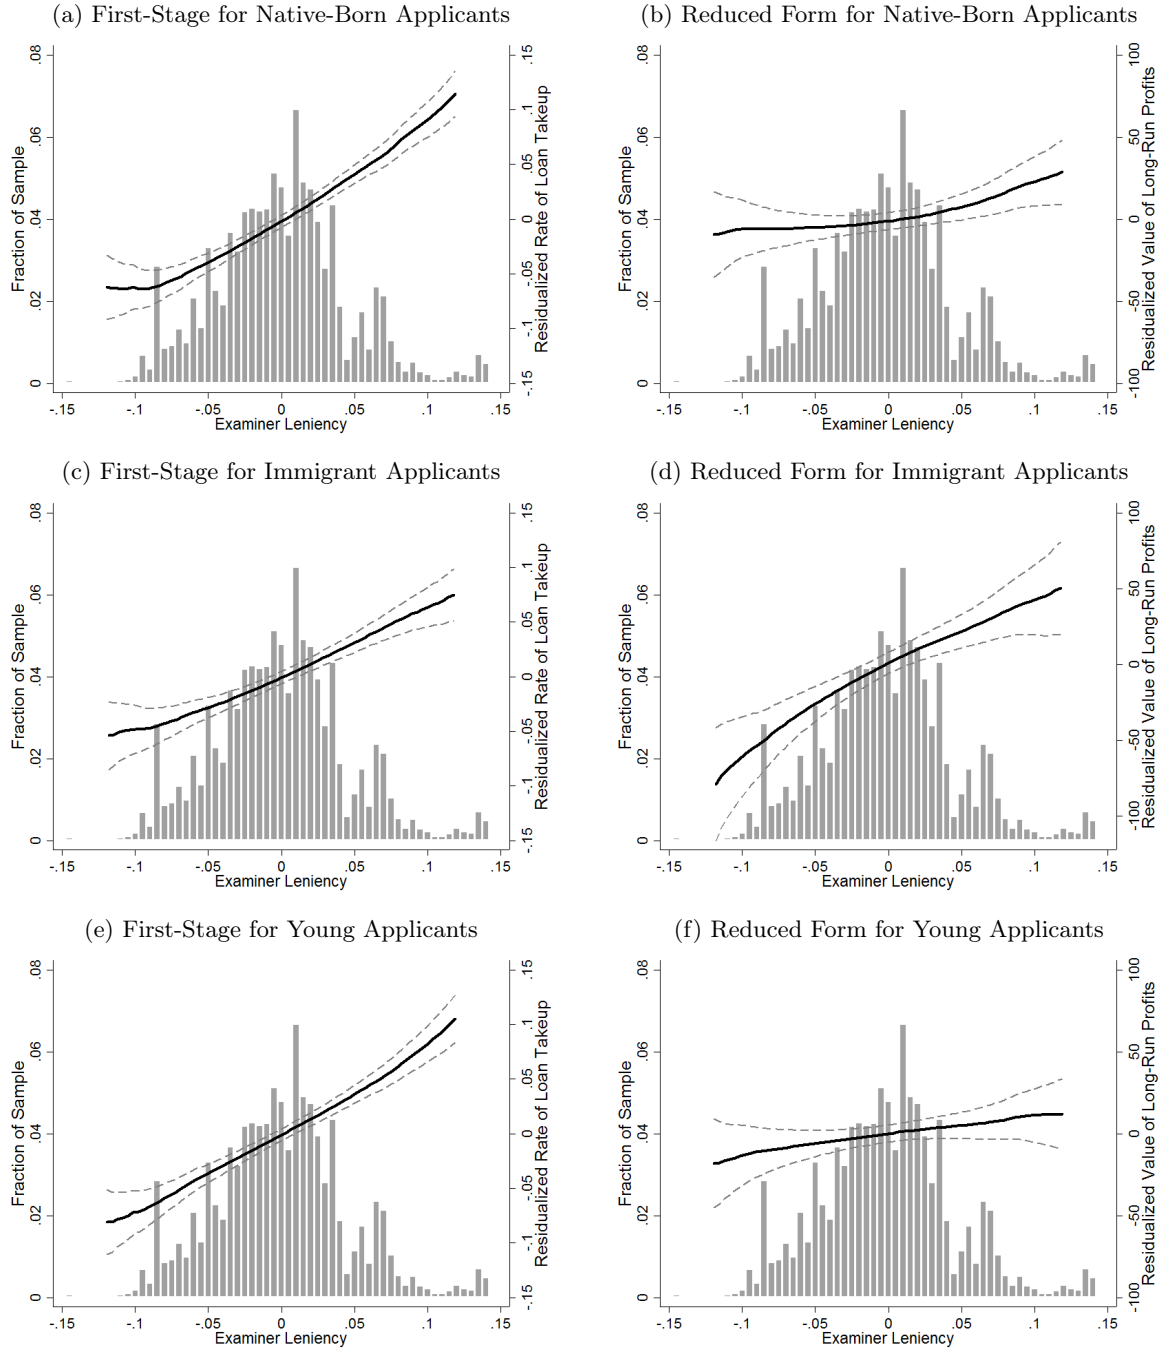 (a) First-Stage for Native-Born Applicants
Fraction of Sample
0 .02 .04 .06 .08
-.15 -.1 -.05 0 .05 .1 .15
Residualized Rate of Loan Takeup
-.15 -.1 -.05 0 .05 .1 .15
Examiner Leniency
(b) Reduced Form for Native-Born Applicants
Fraction of Sample
0 .02 .04 .06 .08
-100 -50 0 50 100
Residualized Value of Long-Run Profits
-.15 -.1 -.05 0 .05 .1 .15
Examiner Leniency
(c) First-Stage for Immigrant Applicants
Fraction of Sample
0 .02 .04 .06 .08
-.15 -.1 -.05 0 .05 .1 .15
Residualized Rate of Loan Takeup
-.15 -.1 -.05 0 .05 .1 .15
Examiner Leniency
(d) Reduced Form for Immigrant Applicants
Fraction of Sample
0 .02 .04 .06 .08
-100 -50 0 50 100
Residualized Value of Long-Run Profits
-.15 -.1 -.05 0 .05 .1 .15
Examiner Leniency
(e) First-Stage for Young Applicants
Fraction of Sample
0 .02 .04 .06 .08
-.15 -.1 -.05 0 .05 .1 .15
Residualized Rate of Loan Takeup
-.15 -.1 -.05 0 .05 .1 .15
Examiner Leniency
(f) Reduced Form for Young Applicants
Fraction of Sample
0 .02 .04 .06 .08
-100 -50 0 50 100
Residualized Value of Long-Run Profits
-.15 -.1 -.05 0 .05 .1 .15
Examiner Leniency